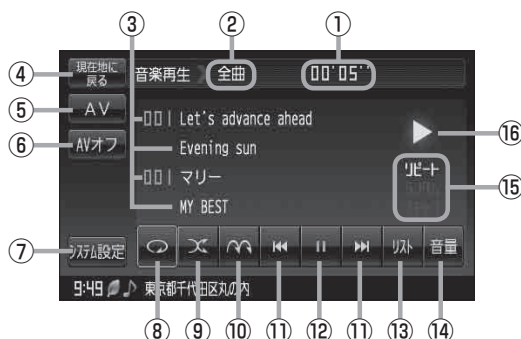 ③ ② ①
④ 現在地に戻る 音楽再生 全曲 00'05''
⑤ AV
001 Let's advance ahead
⑥ AVオフ
Evening sun
⑯
001 マリー
リピート
⑮
MY BEST
⑦ システム設定
リスト 音量
9:49 東京都千代田区丸の内
⑧ ⑨ ⑩ ⑪ ⑫ ⑪ ⑬ ⑭